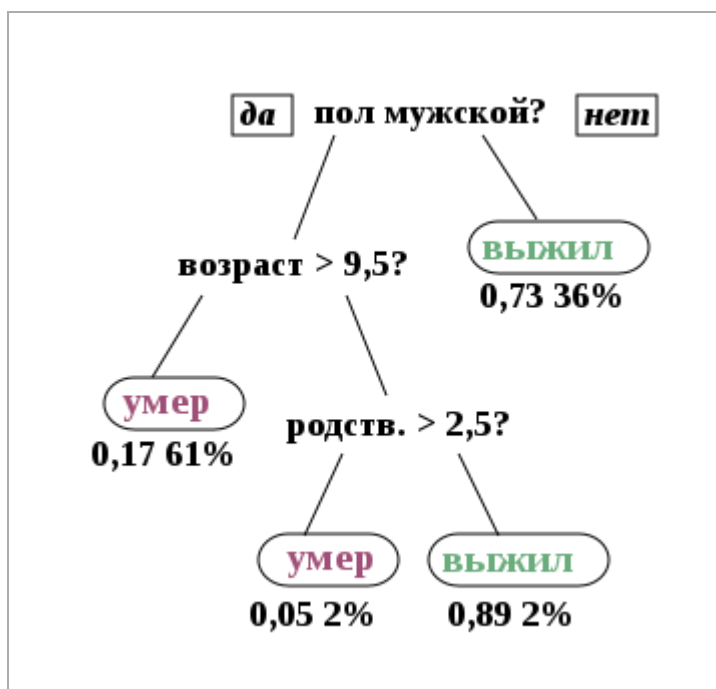 да пол мужской? нет
возраст > 9,5?
выжил
0,73 36%
умер
0,17 61%
родств. > 2,5?
умер
0,05 2%
выжил
0,89 2%